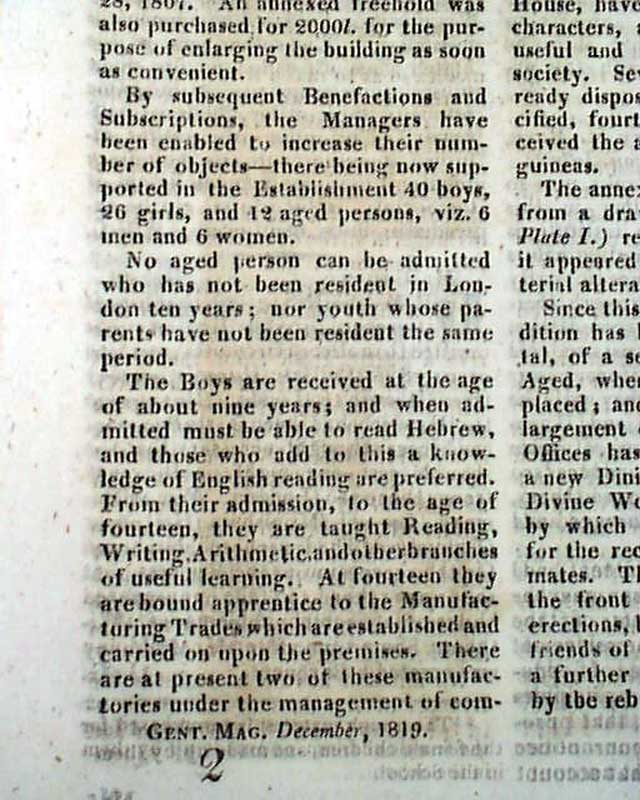 28, 1807. An annexed freehold was
also purchased for 2000l. for the pur-
pose of enlarging the building as soon
as convenient.
By subsequent Benefactions and
Subscriptions, the Managers have
been enabled to increase their num-
ber of objects—there being now sup-
ported in the Establishment 40 boys,
26 girls, and 12 aged persons, viz. 6
men and 6 women.
No aged person can be admitted
who has not been resident in Lon-
don ten years; nor youth whose pa-
rents have not been resident the same
period.
The Boys are received at the age
of about nine years; and when ad-
mitted must be able to read Hebrew,
and those who add to this a know-
ledge of English reading are preferred.
From their admission, to the age of
fourteen, they are taught Reading,
Writing, Arithmetic, and other branches
of useful learning. At fourteen they
are bound apprentice to the Manufac-
turing Trades which are established and
carried on upon the premises. There
are at present two of these manufac-
tories under the management of com-
GENT. MAG. December, 1819.
2
House, have
characters, a
useful and
society. Sev
ready dispos
cified, fourt
ceived the a
guineas.
The annex
from a dra
Plate I.) re
it appeared
terial altera
Since this
dition has b
tal, of a se
Aged, wher
placed; and
largement o
Offices has
a new Dini
Divine Wo
by which
for the rec
mates. T
the front
erections, b
friends of
a further
by the reb